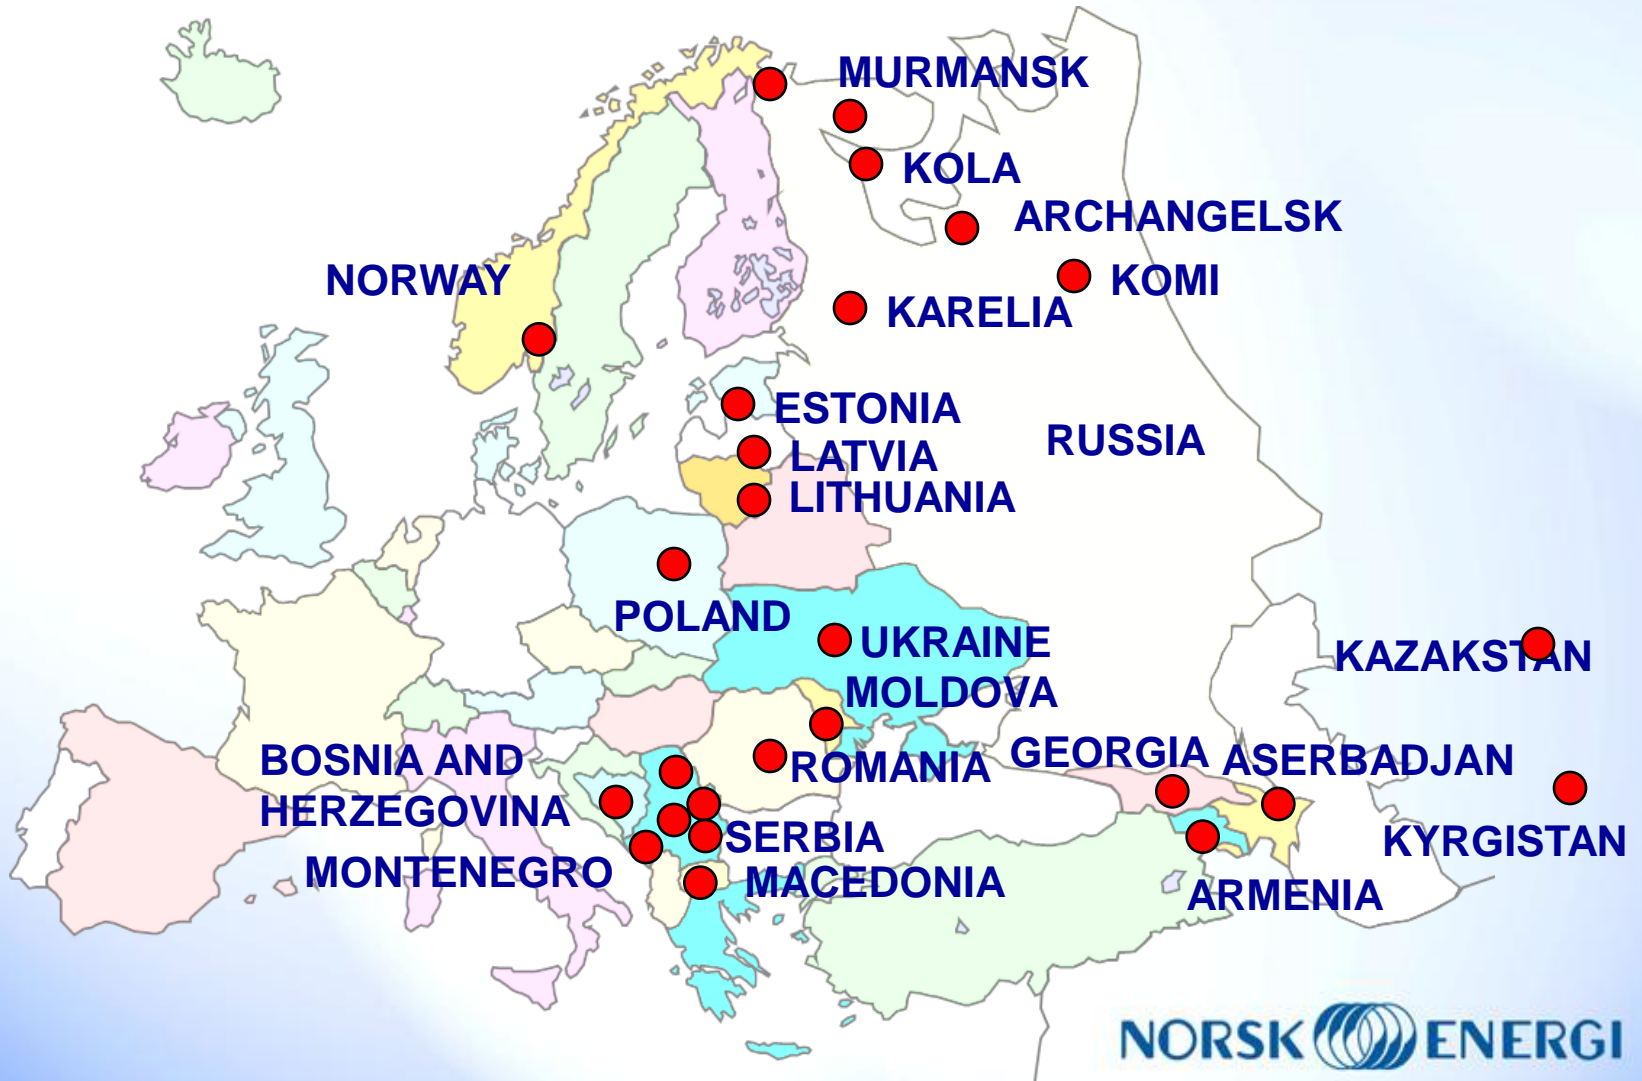 MURMANSK
KOLA
ARCHANGELSK
NORWAY
KOMI
KARELIA
ESTONIA
RUSSIA
LATVIA
LITHUANIA
POLAND
UKRAINE
KAZAKSTAN
MOLDOVA
BOSNIA AND
HERZEGOVINA
ROMANIA
GEORGIA
ASERBADJAN
SERBIA
KYRGISTAN
MONTENEGRO
MACEDONIA
ARMENIA
NORSK ENERGI